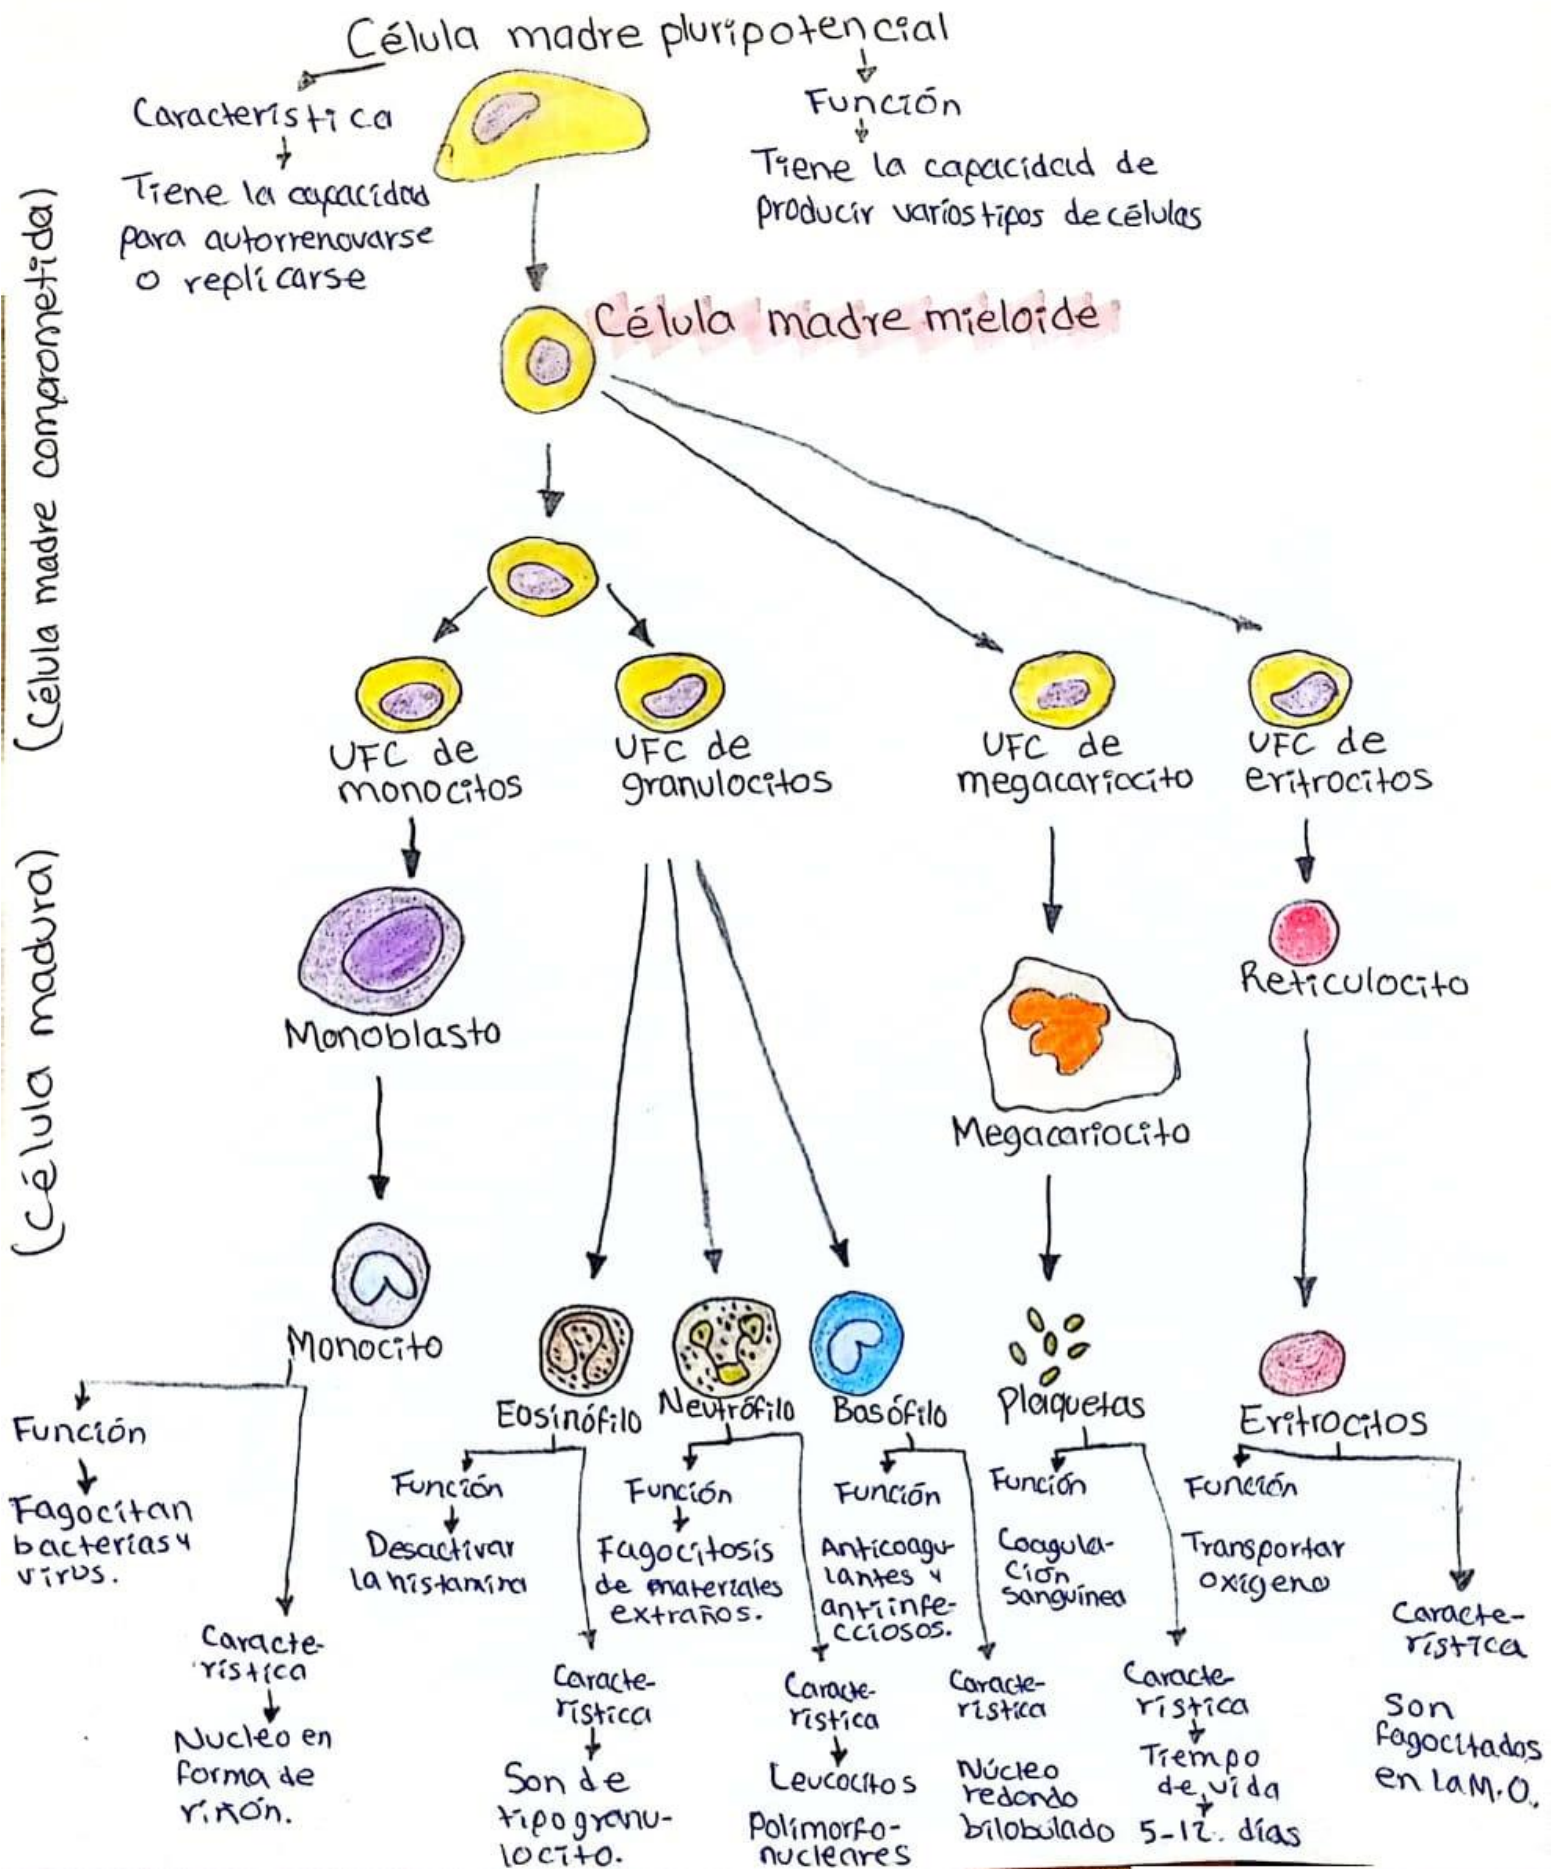 Célula madre pluripotencial
Característica
Tiene la capacidad
para autorrenovarse
o replicarse
Función
Tiene la capacidad de
producir varios tipos de células
(Célula madre comprometida)
Célula madre mieloide
UFC de
monocitos
UFC de
granulocitos
UFC de
megacariocito
UFC de
eritrocitos
(Célula madura)
Monoblasto
Reticulocito
Megacariocito
Monocito
Eosinófilo
Neutrófilo
Basófilo
Plaquetas
Eritrocitos
Función
Fagocitan
bacterias y
virus.
Caracte-
rística
Nucleo en
forma de
riñón.
Función
Desactivar
la histamina
Caracte-
rística
Son de
tipo granu-
locito.
Función
Fagocitosis
de materiales
extraños.
Caracte-
rística
Leucocitos
Polimorfo-
nucleares
Función
Anticoagu-
lantes y
antiinfe-
cciosos.
Caracte-
rística
Núcleo
redondo
bilobulado
Función
Coagula-
ción
sanguínea
Caracte-
rística
Tiempo
de vida
5-12. días
Función
Transportar
oxígeno
Caracte-
rística
Son
fagocitados
en la M.O.